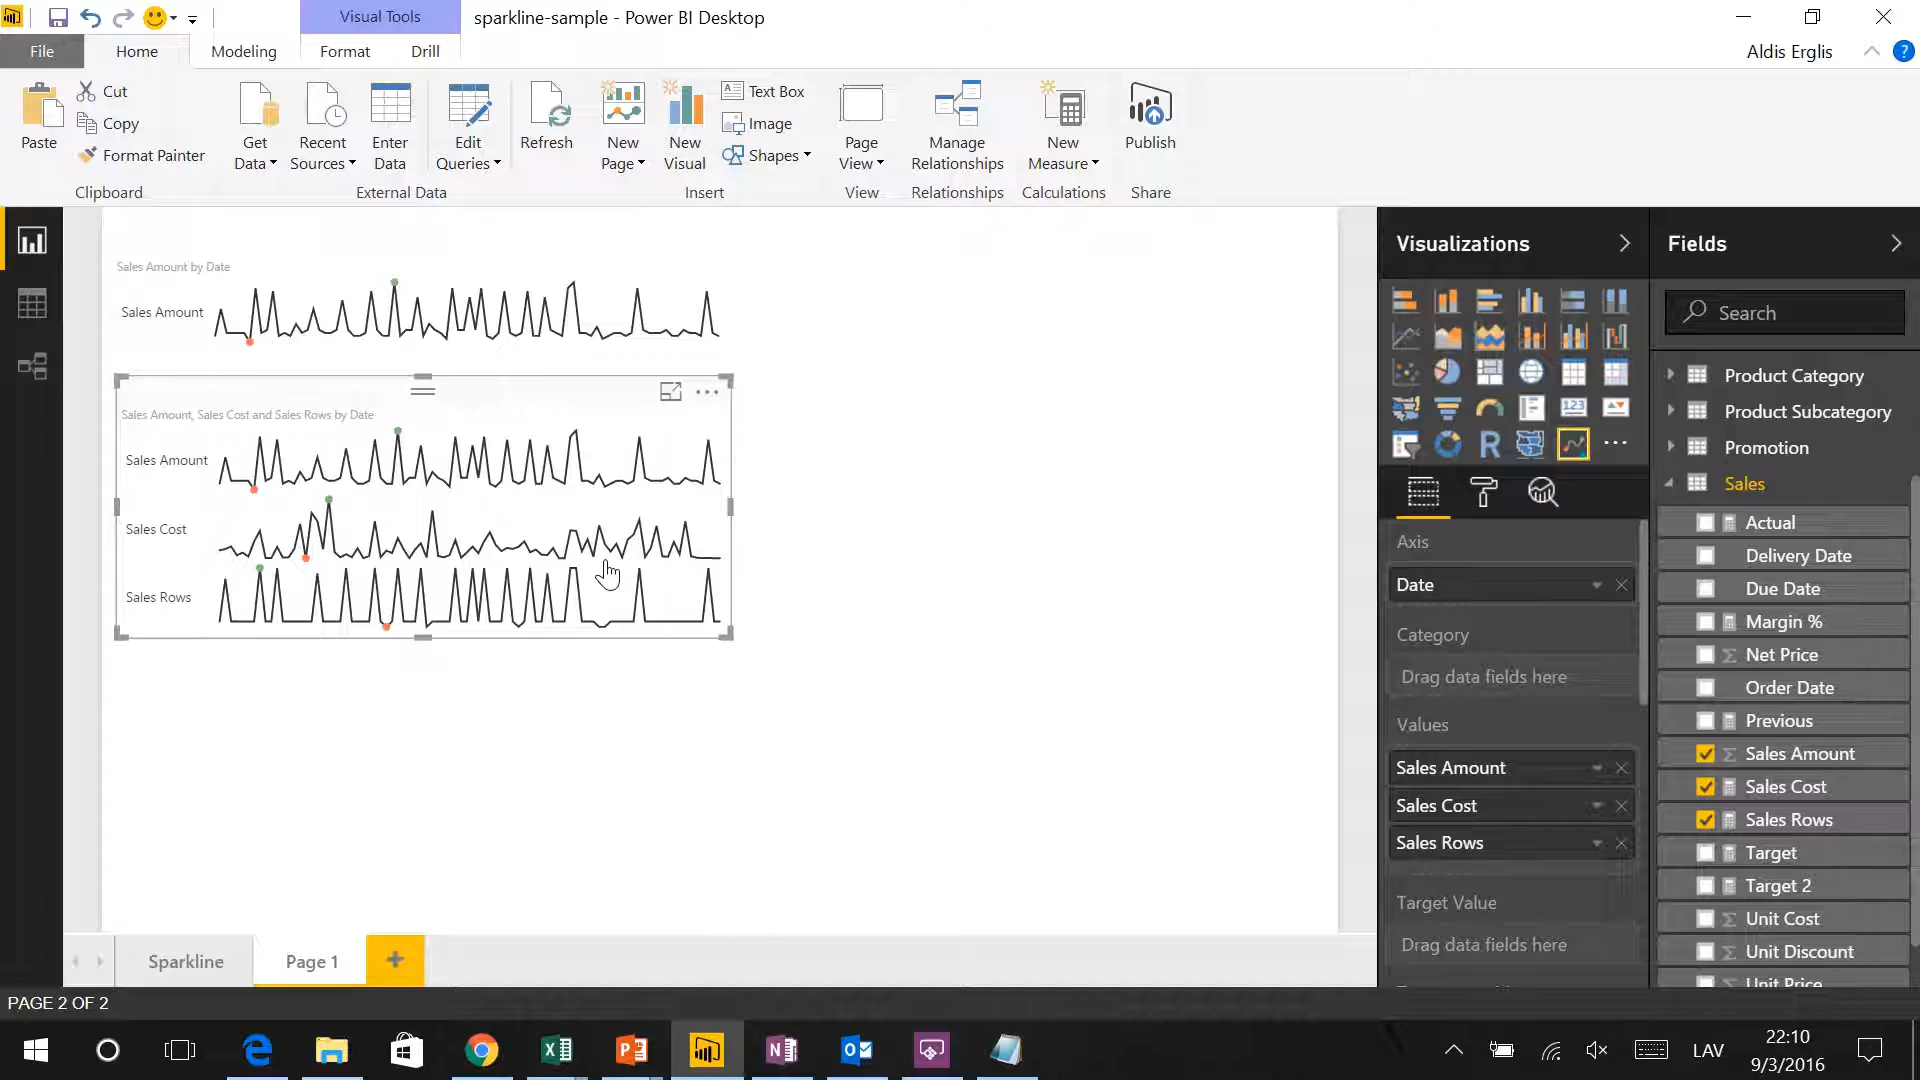 Visual Tools
sparkline-sample - Power BI Desktop
File
Home
Modeling
Format
Drill
Aldis Erglis
?
Paste
Cut
Copy
Format Painter
Clipboard
Get Data
Recent Sources
Enter Data
Edit Queries
External Data
Refresh
New Page
New Visual
Text Box
Image
Shapes
Insert
Page View
View
Manage Relationships
Relationships
New Measure
Calculations
Publish
Share
Sales Amount by Date
Sales Amount
Sales Amount, Sales Cost and Sales Rows by Date
Sales Amount
Sales Cost
Sales Rows
Visualizations
123
R
Axis
Date
Category
Drag data fields here
Values
Sales Amount
Sales Cost
Sales Rows
Target Value
Drag data fields here
Fields
Search
Product Category
Product Subcategory
Promotion
Sales
Actual
Delivery Date
Due Date
Margin %
Net Price
Order Date
Previous
Sales Amount
Sales Cost
Sales Rows
Target
Target 2
Unit Cost
Unit Discount
Unit Price
Sparkline
Page 1
PAGE 2 OF 2
LAV
22:10
9/3/2016